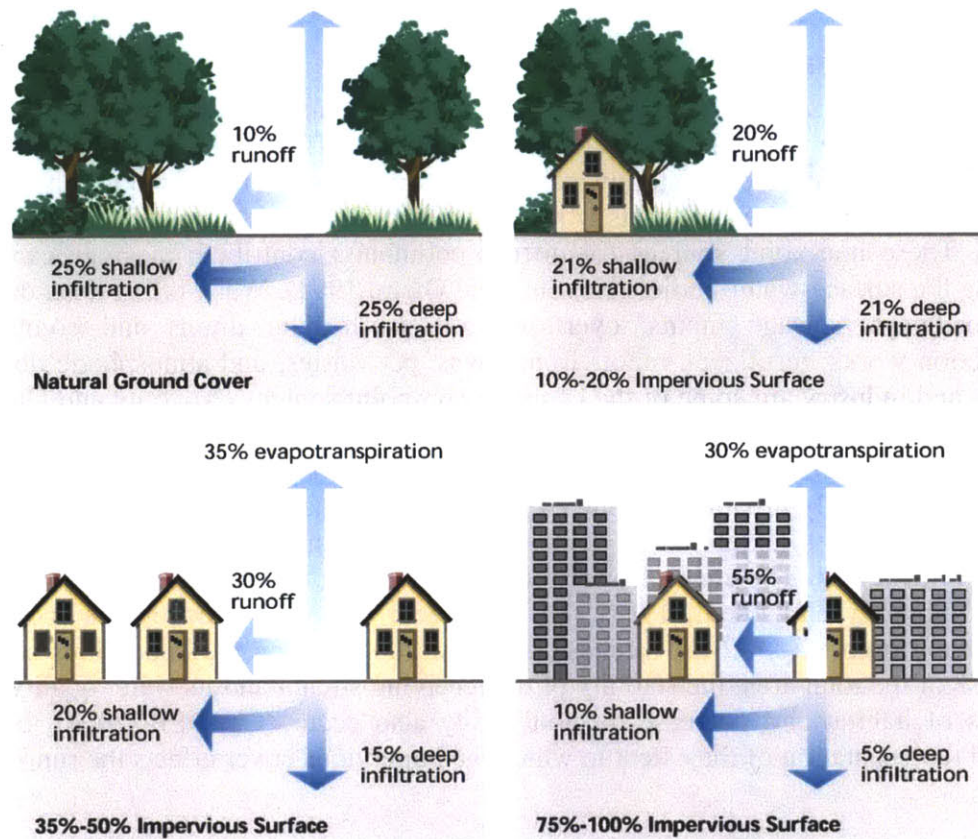 10%
runoff
25% shallow
infiltration
25% deep
infiltration
Natural Ground Cover
20%
runoff
21% shallow
infiltration
21% deep
infiltration
10%-20% Impervious Surface
35% evapotranspiration
30%
runoff
20% shallow
infiltration
15% deep
infiltration
35%-50% Impervious Surface
30% evapotranspiration
55%
runoff
10% shallow
infiltration
5% deep
infiltration
75%-100% Impervious Surface